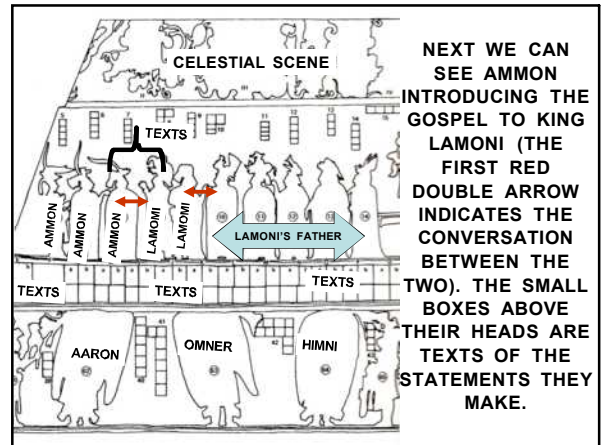 CELESTIAL SCENE
TEXTS
AMMON
AMMON
AMMON
LAMOMI
LAMOMI
LAMONI'S FATHER
TEXTS
TEXTS
TEXTS
AARON
OMNER
HIMNI
NEXT WE CAN
SEE AMMON
INTRODUCING THE
GOSPEL TO KING
LAMONI (THE
FIRST RED
DOUBLE ARROW
INDICATES THE
CONVERSATION
BETWEEN THE
TWO). THE SMALL
BOXES ABOVE
THEIR HEADS ARE
TEXTS OF THE
STATEMENTS THEY
MAKE.